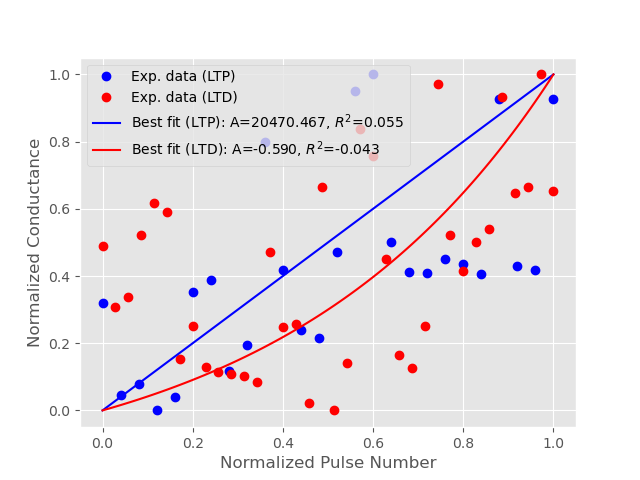 Exp. data (LTP)
Exp. data (LTD)
Best fit (LTP): A=20470.467, R²=0.055
Best fit (LTD): A=-0.590, R²=-0.043
1.0
0.8
0.6
0.4
0.2
0.0
Normalized Conductance
0.0 0.2 0.4 0.6 0.8 1.0
Normalized Pulse Number